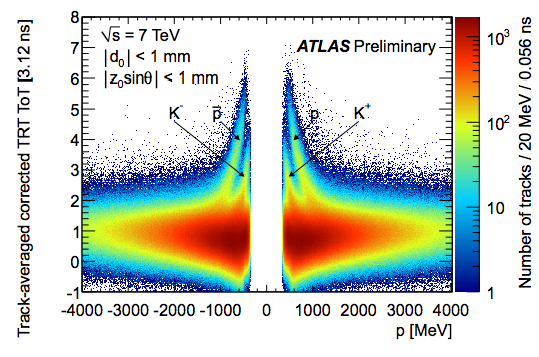 √s = 7 TeV
|d₀| < 1 mm
|z₀sinθ| < 1 mm
ATLAS Preliminary
K⁻ p̅ p K⁺
Track-averaged corrected TRT ToT [3.12 ns]
8
7
6
5
4
3
2
1
0
-1
-4000 -3000 -2000 -1000 0 1000 2000 3000 4000
p [MeV]
10³
10²
10
1
Number of tracks / 20 MeV / 0.056 ns